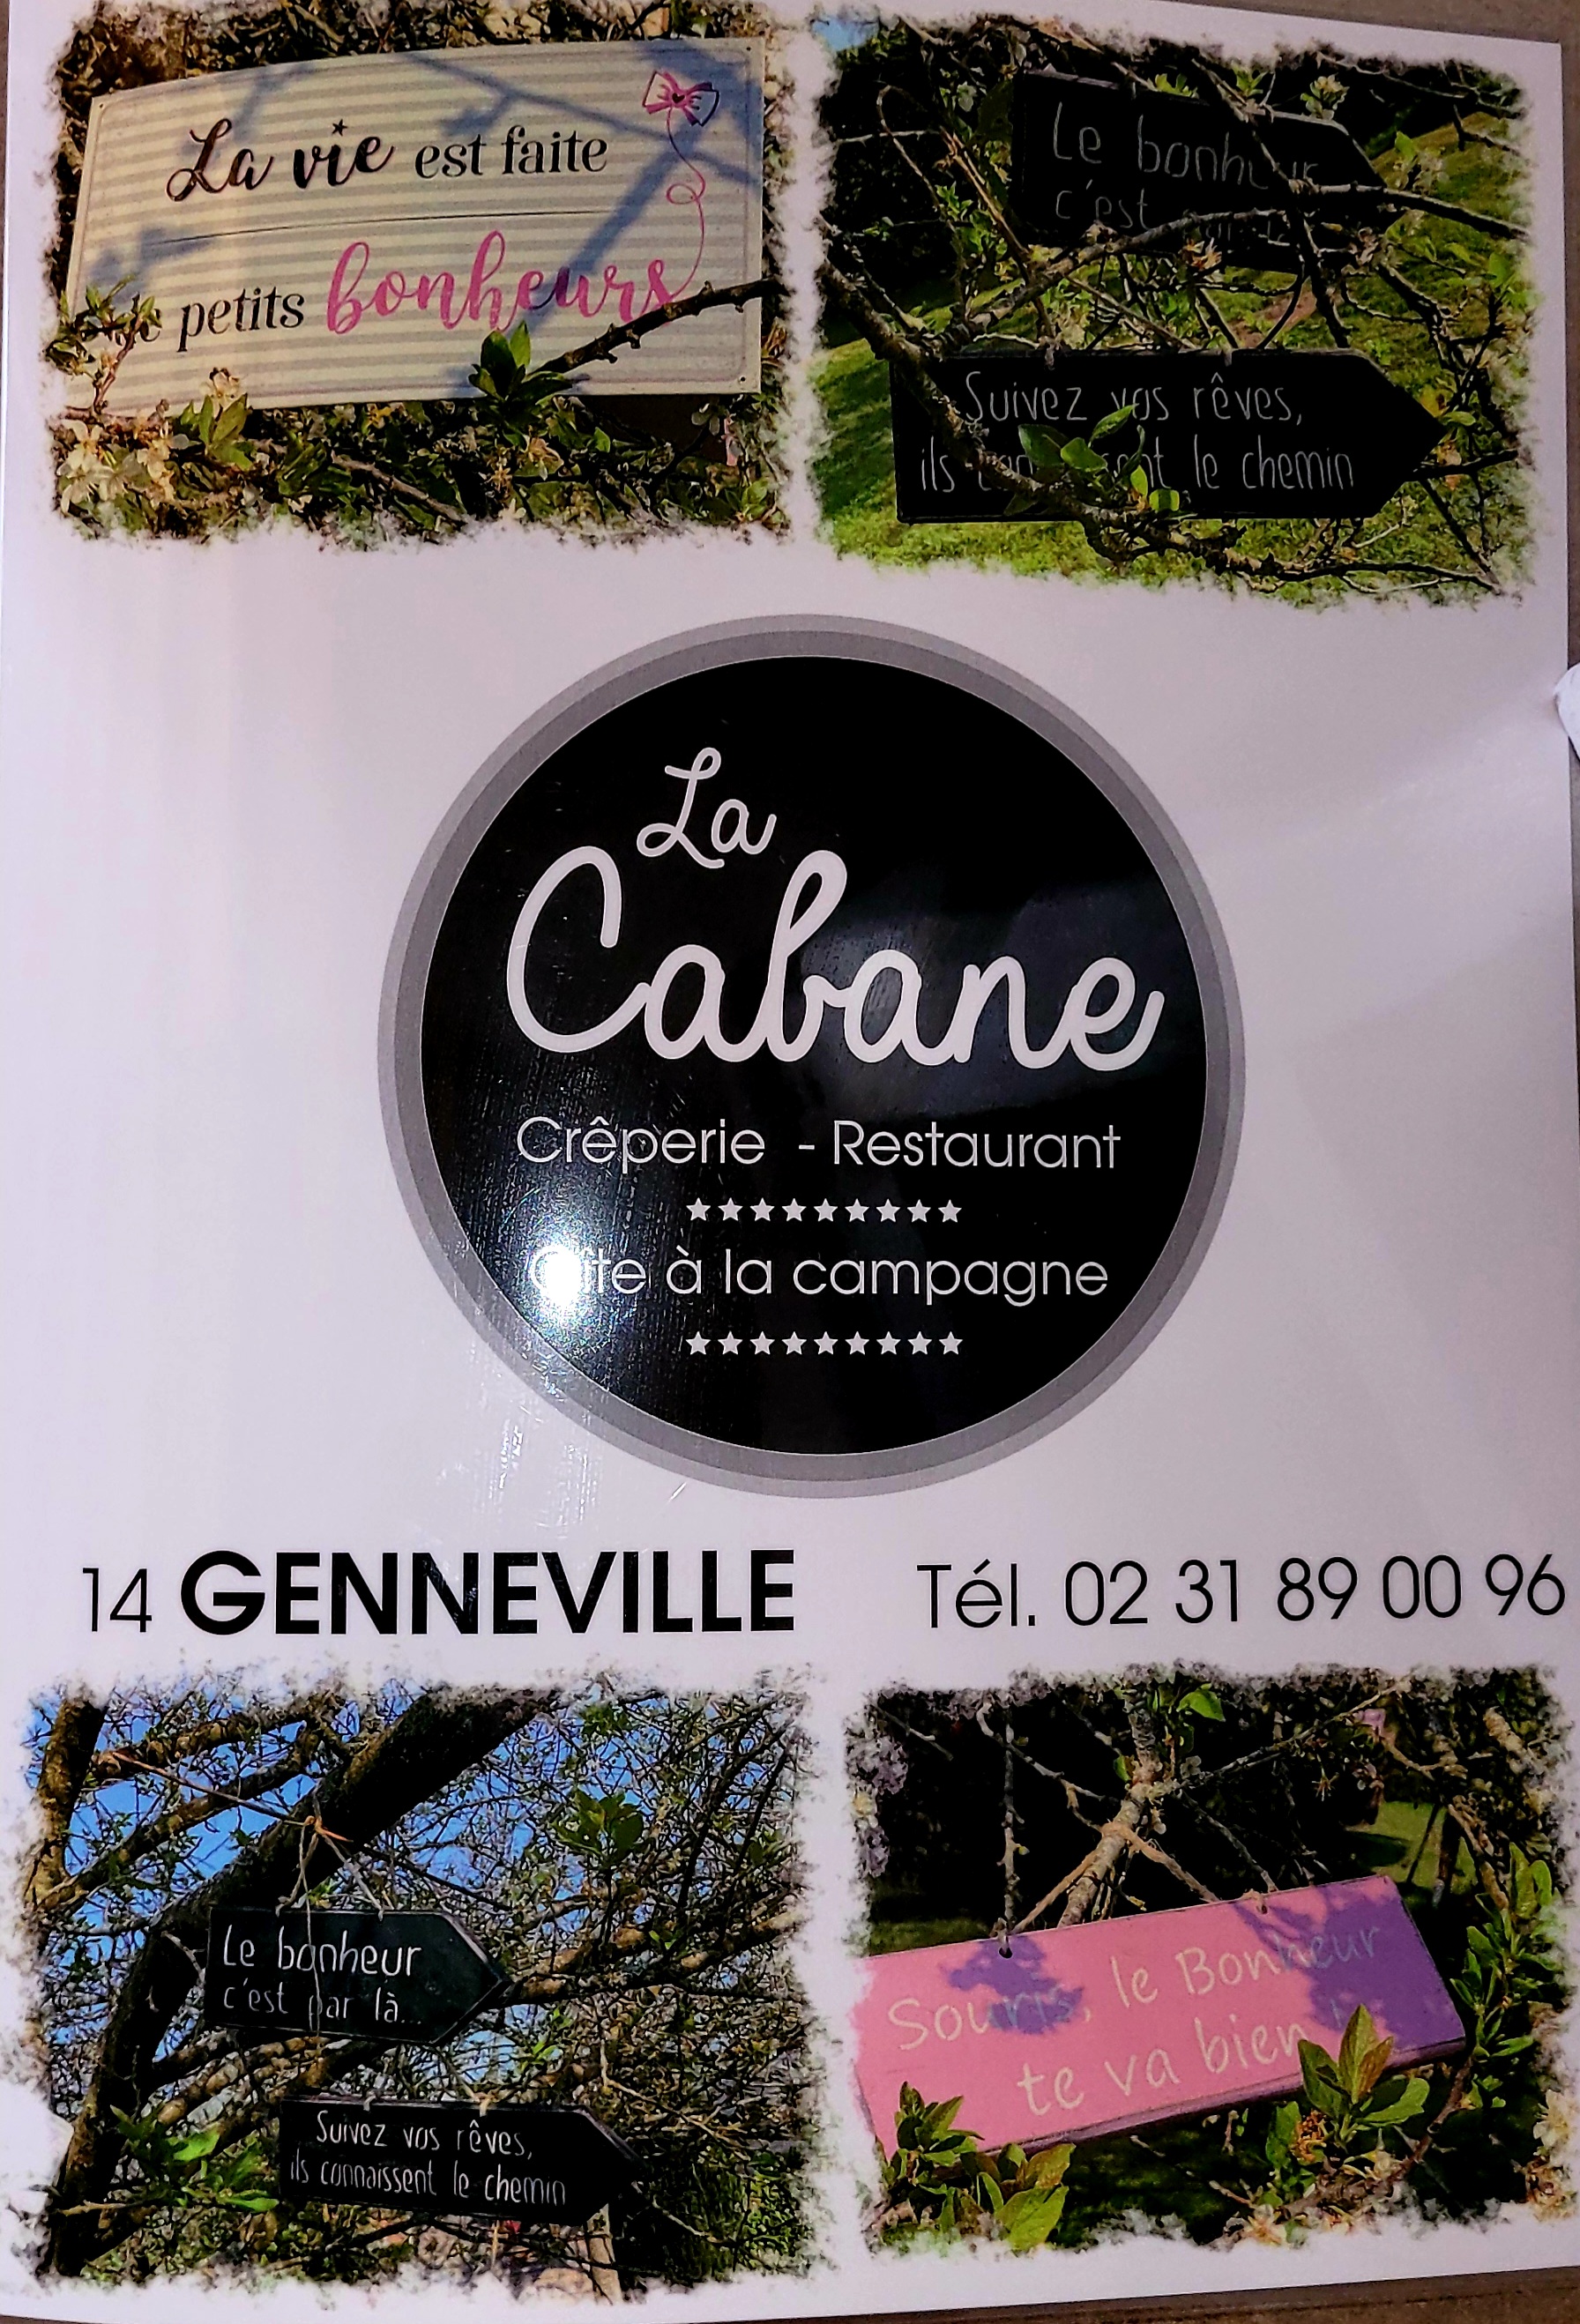 La vie est faite
petits bonheurs
Le
c'est
Suivez vos rêves,
ils le chemin
La
Cabane
Crêperie - Restaurant
à la campagne
14 GENNEVILLE Tél. 02 31 89 00 96
Le bonheur
c'est par là...
Suivez vos rêves,
ils connaissent le chemin
Souris, le Bonheur
te va bien !